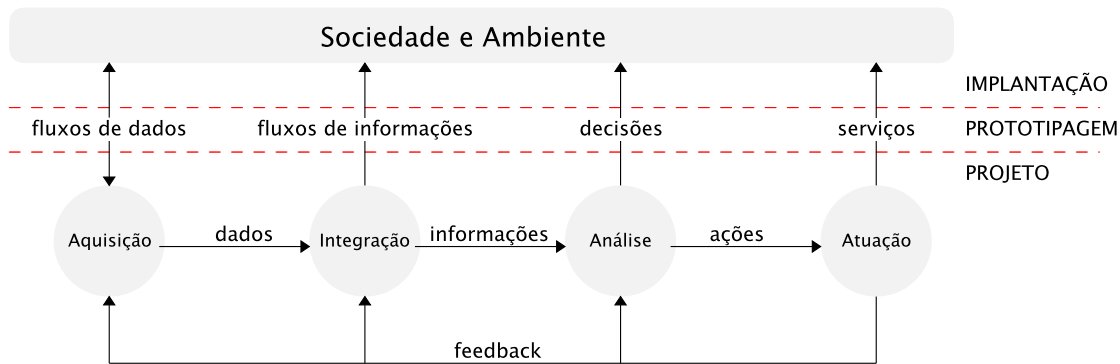 Sociedade e Ambiente
IMPLANTAÇÃO
fluxos de dados
fluxos de informações
decisões
serviços
PROTOTIPAGEM
PROJETO
Aquisição
dados
Integração
informações
Análise
ações
Atuação
feedback